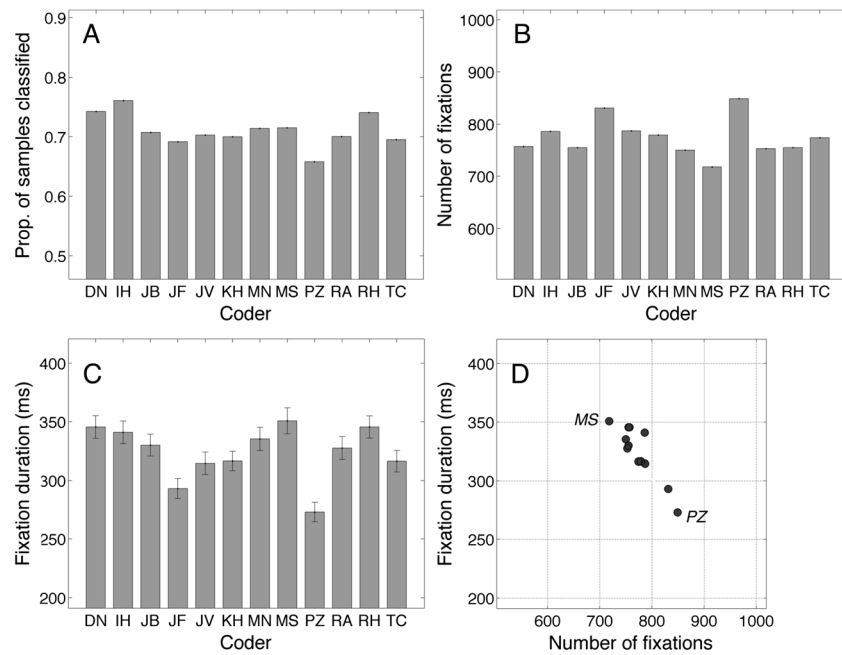 A
Prop. of samples classified
0.9
0.8
0.7
0.6
0.5
DN IH JB JF JV KH MN MS PZ RA RH TC
Coder
B
Number of fixations
1000
900
800
700
600
DN IH JB JF JV KH MN MS PZ RA RH TC
Coder
C
Fixation duration (ms)
400
350
300
250
200
DN IH JB JF JV KH MN MS PZ RA RH TC
Coder
D
Fixation duration (ms)
400
350
300
250
200
MS
PZ
600 700 800 900 1000
Number of fixations